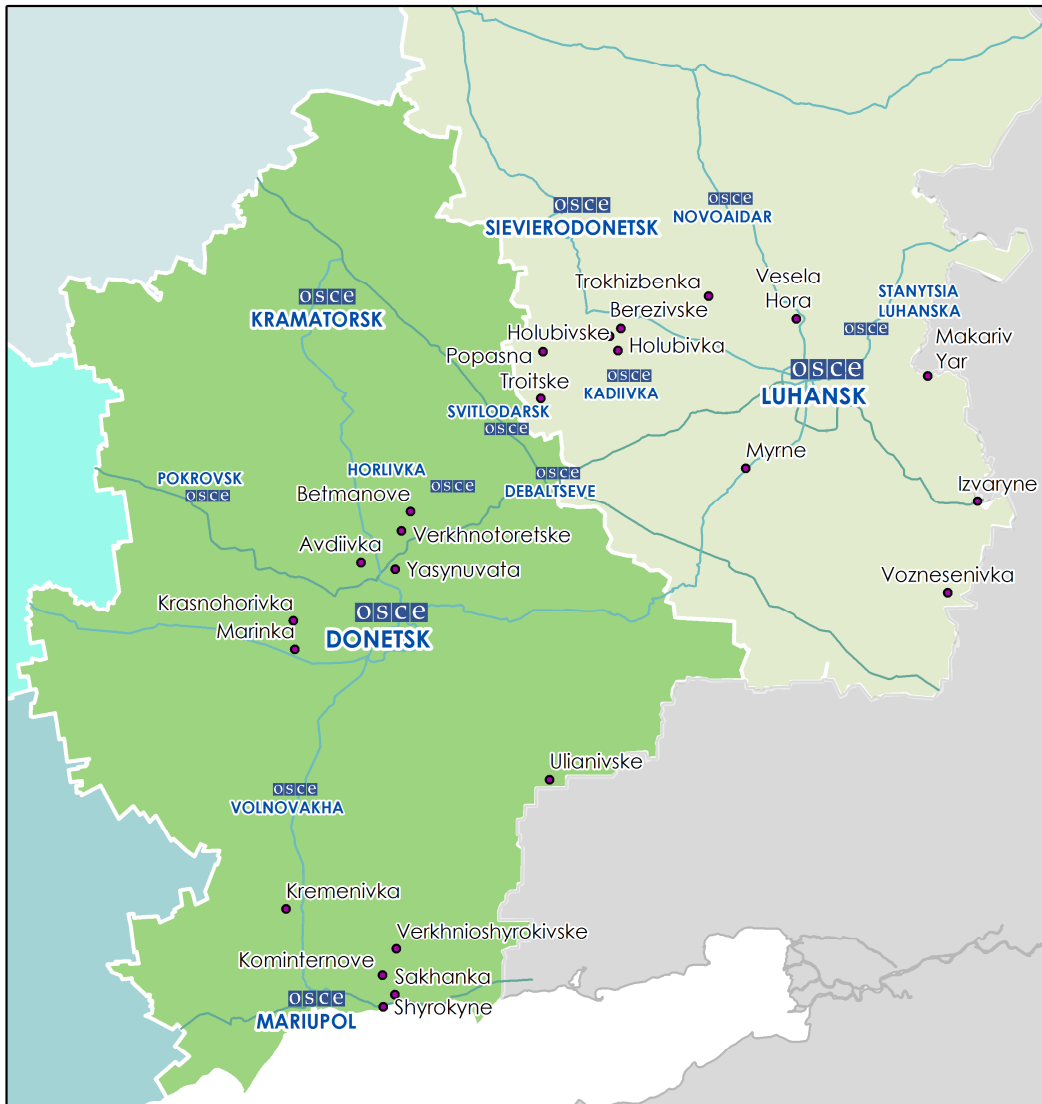 osce
SIEVIERODONETSK
osce
NOVOAIDAR
Trokhizbenka
Vesela
Hora
STANYTSIA
LUHANSKA
osce
osce
KRAMATORSK
Berezivske
Holubivske
Holubivka
Popasna
Makariv
Yar
osce
LUHANSK
osce
KADIIVKA
Troitske
SVITLODARSK
osce
Myrne
POKROVSK
osce
HORLIVKA
osce
osce
DEBALTSEVE
Izvaryne
Betmanove
Verkhnotoretske
Avdiivka
Yasynuvata
Voznesenivka
Krasnohorivka
Marinka
osce
DONETSK
Ulianivske
osce
VOLNOVAKHA
Kremenivka
Verkhnioshyrokivske
Kominternove
Sakhanka
Shyrokyne
osce
MARIUPOL